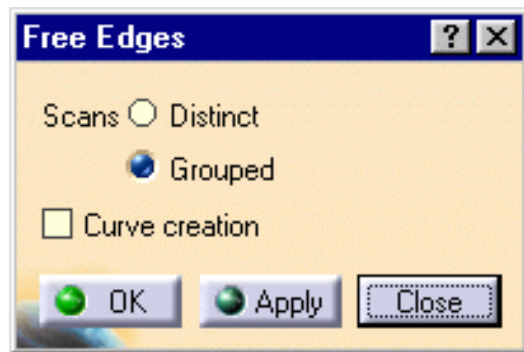 Free Edges ? X
Scans Distinct
Grouped
Curve creation
OK Apply Close